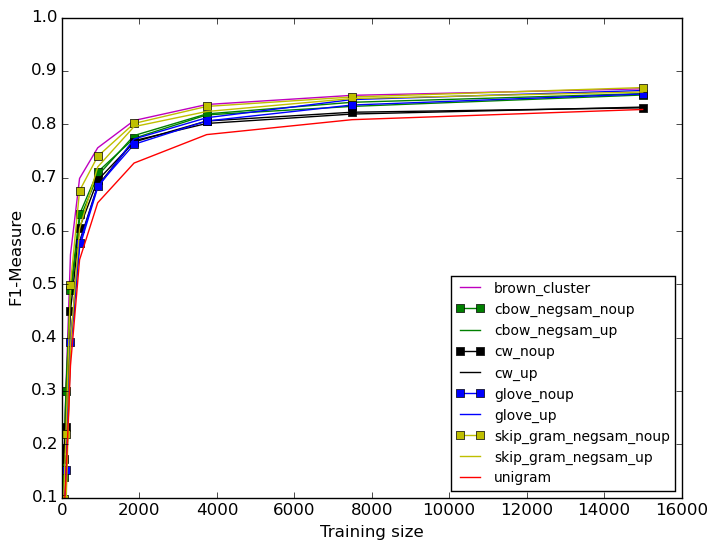 1.0
0.9
0.8
0.7
0.6
0.5
0.4
0.3
0.2
0.1
F1-Measure
0 2000 4000 6000 8000 10000 12000 14000 16000
Training size
brown_cluster
cbow_negsam_noup
cbow_negsam_up
cw_noup
cw_up
glove_noup
glove_up
skip_gram_negsam_noup
skip_gram_negsam_up
unigram